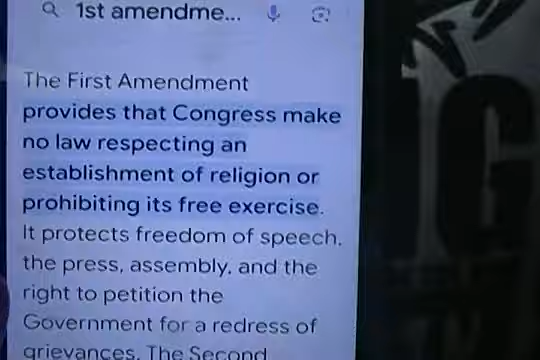 1st amendme...
The First Amendment
provides that Congress make
no law respecting an
establishment of religion or
prohibiting its free exercise.
It protects freedom of speech,
the press, assembly, and the
right to petition the
Government for a redress of
grievances. The Second
G